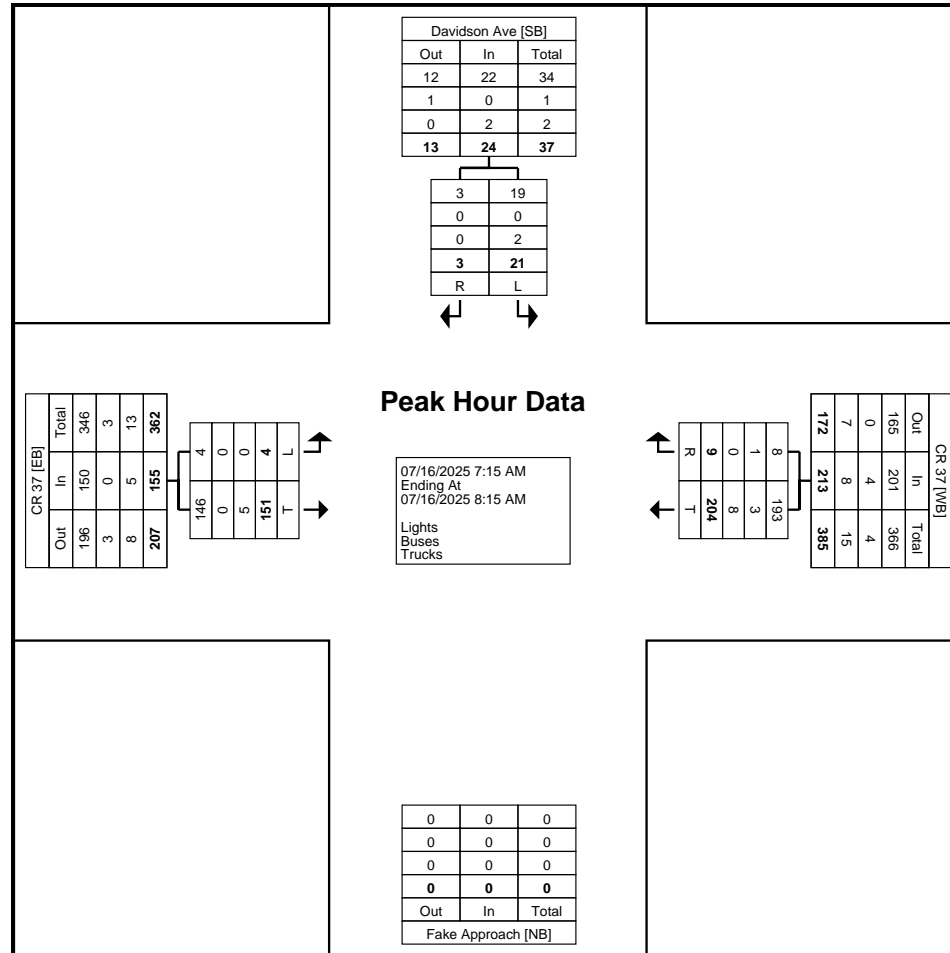 Davidson Ave [SB]
Out In Total
12 22 34
1 0 1
0 2 2
13 24 37
3 19
0 0
0 2
3 21
R L
Peak Hour Data
CR 37 [EB]
Total In Out
346 150 196
3 0 3
13 5 8
362 155 207
4 146
0 0
0 5
4 151
L T
07/16/2025 7:15 AM
Ending At
07/16/2025 8:15 AM
Lights
Buses
Trucks
CR 37 [WB]
Out In Total
165 201 366
0 4 4
7 8 15
172 213 385
8 193
1 3
0 8
9 204
R T
0 0 0
0 0 0
0 0 0
0 0 0
Out In Total
Fake Approach [NB]